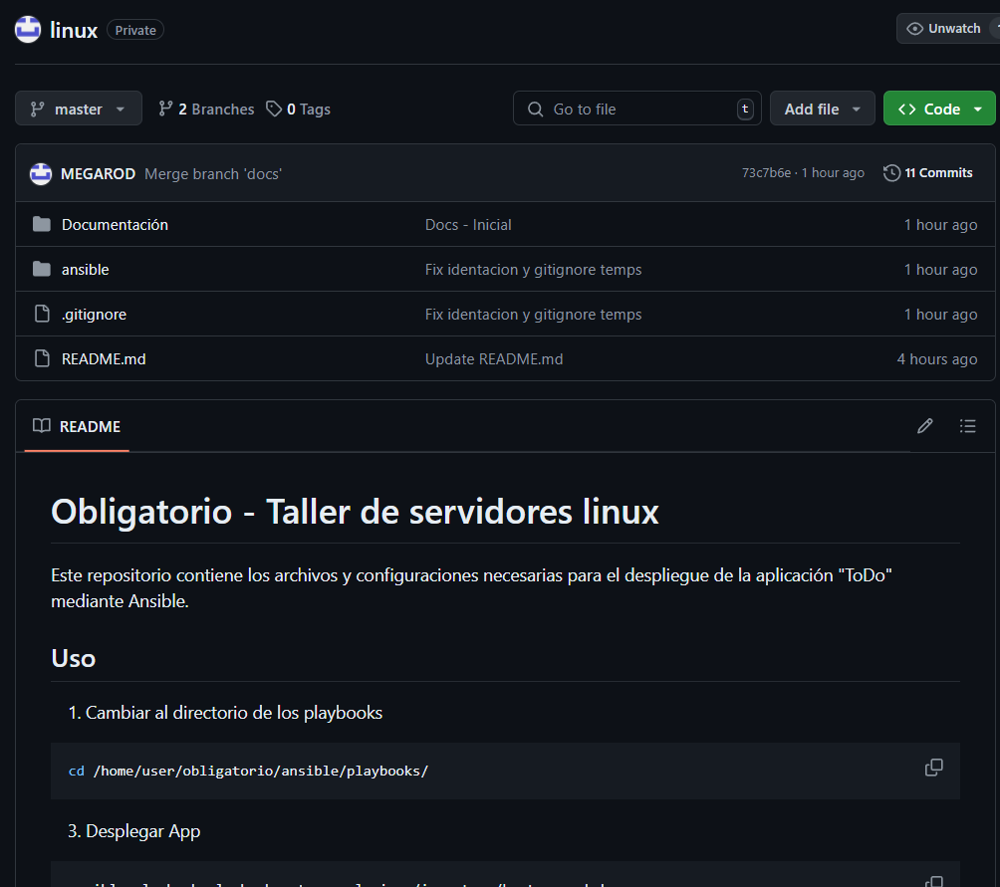 linux Private Unwatch
master 2 Branches 0 Tags Go to file t Add file Code
MEGAROD Merge branch 'docs' 73c7b6e · 1 hour ago 11 Commits
Documentación Docs - Inicial 1 hour ago
ansible Fix identacion y gitignore temps 1 hour ago
.gitignore Fix identacion y gitignore temps 1 hour ago
README.md Update README.md 4 hours ago
README
Obligatorio - Taller de servidores linux
Este repositorio contiene los archivos y configuraciones necesarias para el despliegue de la aplicación "ToDo"
mediante Ansible.
Uso
1. Cambiar al directorio de los playbooks
cd /home/user/obligatorio/ansible/playbooks/
3. Desplegar App